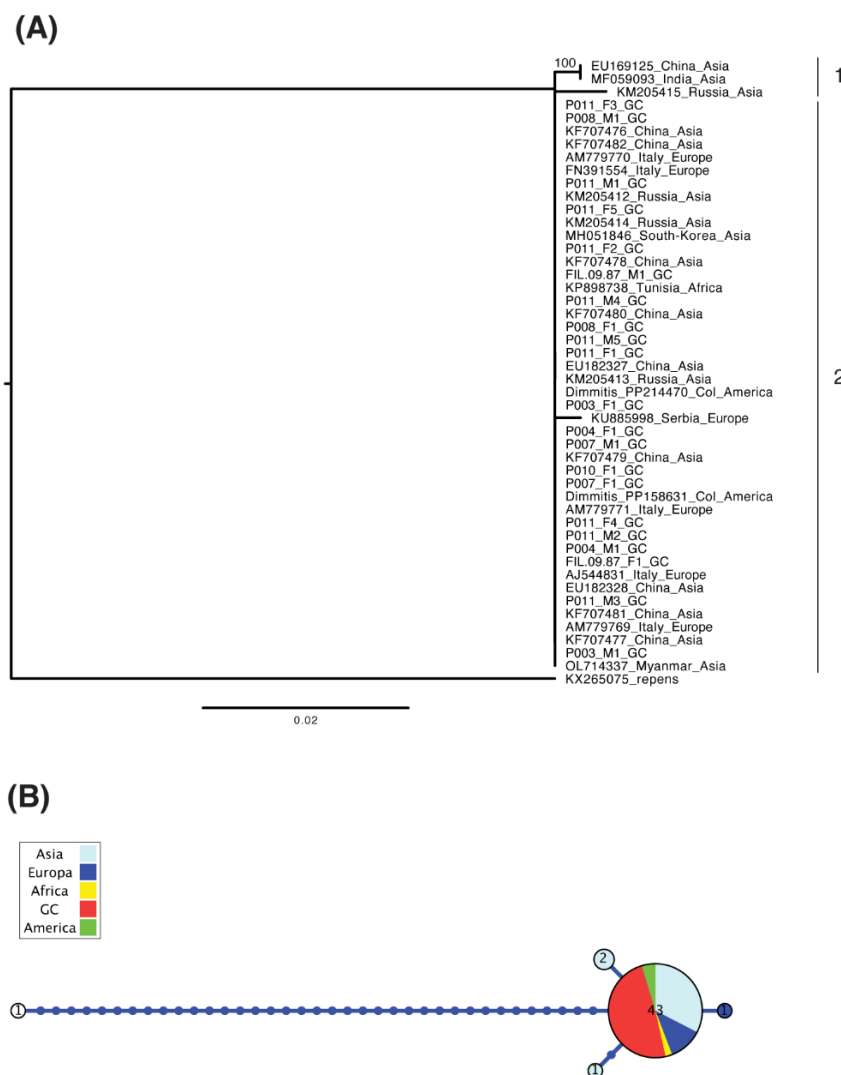 (A)
100
EU169125_China_Asia
MF059093_India_Asia
KM205415_Russia_Asia
1
P011_F3_GC
P008_M1_GC
KF707476_China_Asia
KF707482_China_Asia
AM779770_Italy_Europe
FN391554_Italy_Europe
P011_M1_GC
KM205412_Russia_Asia
P011_F5_GC
KM205414_Russia_Asia
MH051846_South-Korea_Asia
P011_F2_GC
KF707478_China_Asia
FIL.09.87_M1_GC
KP898738_Tunisia_Africa
P011_M4_GC
KF707480_China_Asia
P008_F1_GC
P011_M5_GC
P011_F1_GC
EU182327_China_Asia
KM205413_Russia_Asia
2
Dimmitis_PP214470_Col_America
P003_F1_GC
KU885998_Serbia_Europe
P004_F1_GC
P007_M1_GC
KF707479_China_Asia
P010_F1_GC
P007_F1_GC
Dimmitis_PP158631_Col_America
AM779771_Italy_Europe
P011_F4_GC
P011_M2_GC
P004_M1_GC
FIL.09.87_F1_GC
AJ544831_Italy_Europe
EU182328_China_Asia
P011_M3_GC
KF707481_China_Asia
AM779769_Italy_Europe
KF707477_China_Asia
P003_M1_GC
OL714337_Myanmar_Asia
KX265075_repens
0.02
(B)
Asia
Europa
Africa
GC
America
2
1
43
1
1